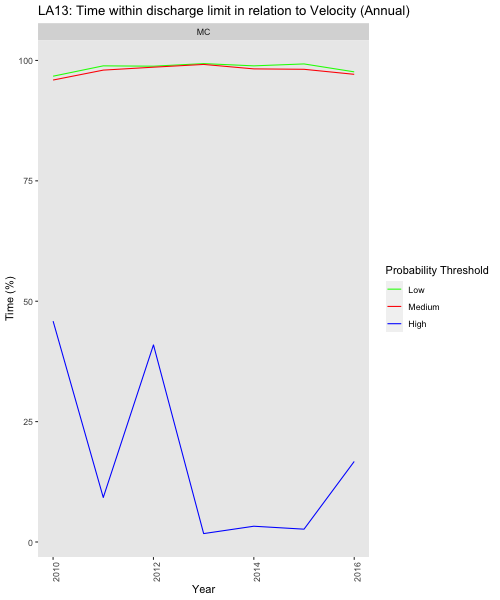 LA13: Time within discharge limit in relation to Velocity (Annual)
MC
100
75
50
25
0
Time (%)
2010
2012
2014
2016
Year
Probability Threshold
Low
Medium
High